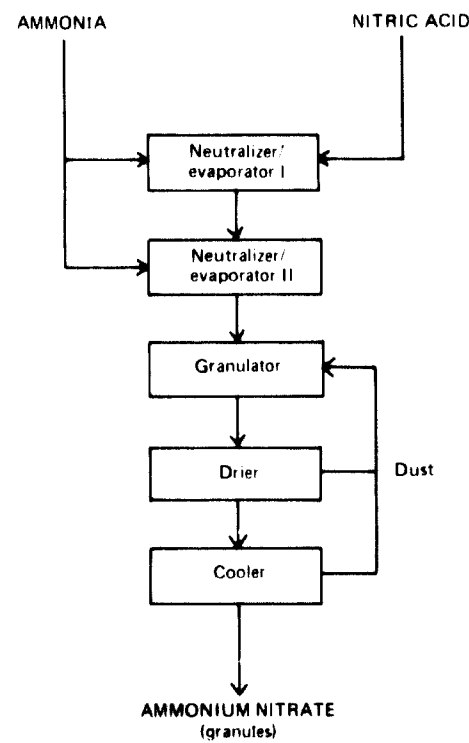 AMMONIA
NITRIC ACID
Neutralizer/
evaporator I
Neutralizer/
evaporator II
Granulator
Drier
Dust
Cooler
AMMONIUM NITRATE
(granules)